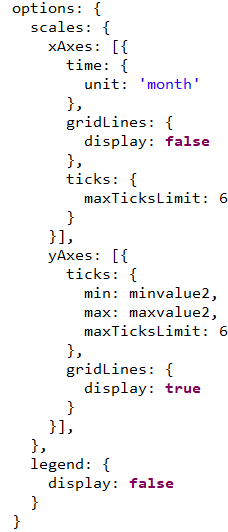 options: {
  scales: {
    xAxes: [{
      time: {
        unit: 'month'
      },
      gridLines: {
        display: false
      },
      ticks: {
        maxTicksLimit: 6
      }
    }],
    yAxes: [{
      ticks: {
        min: minvalue2,
        max: maxvalue2,
        maxTicksLimit: 6
      },
      gridLines: {
        display: true
      }
    }],
  },
  legend: {
    display: false
  }
}